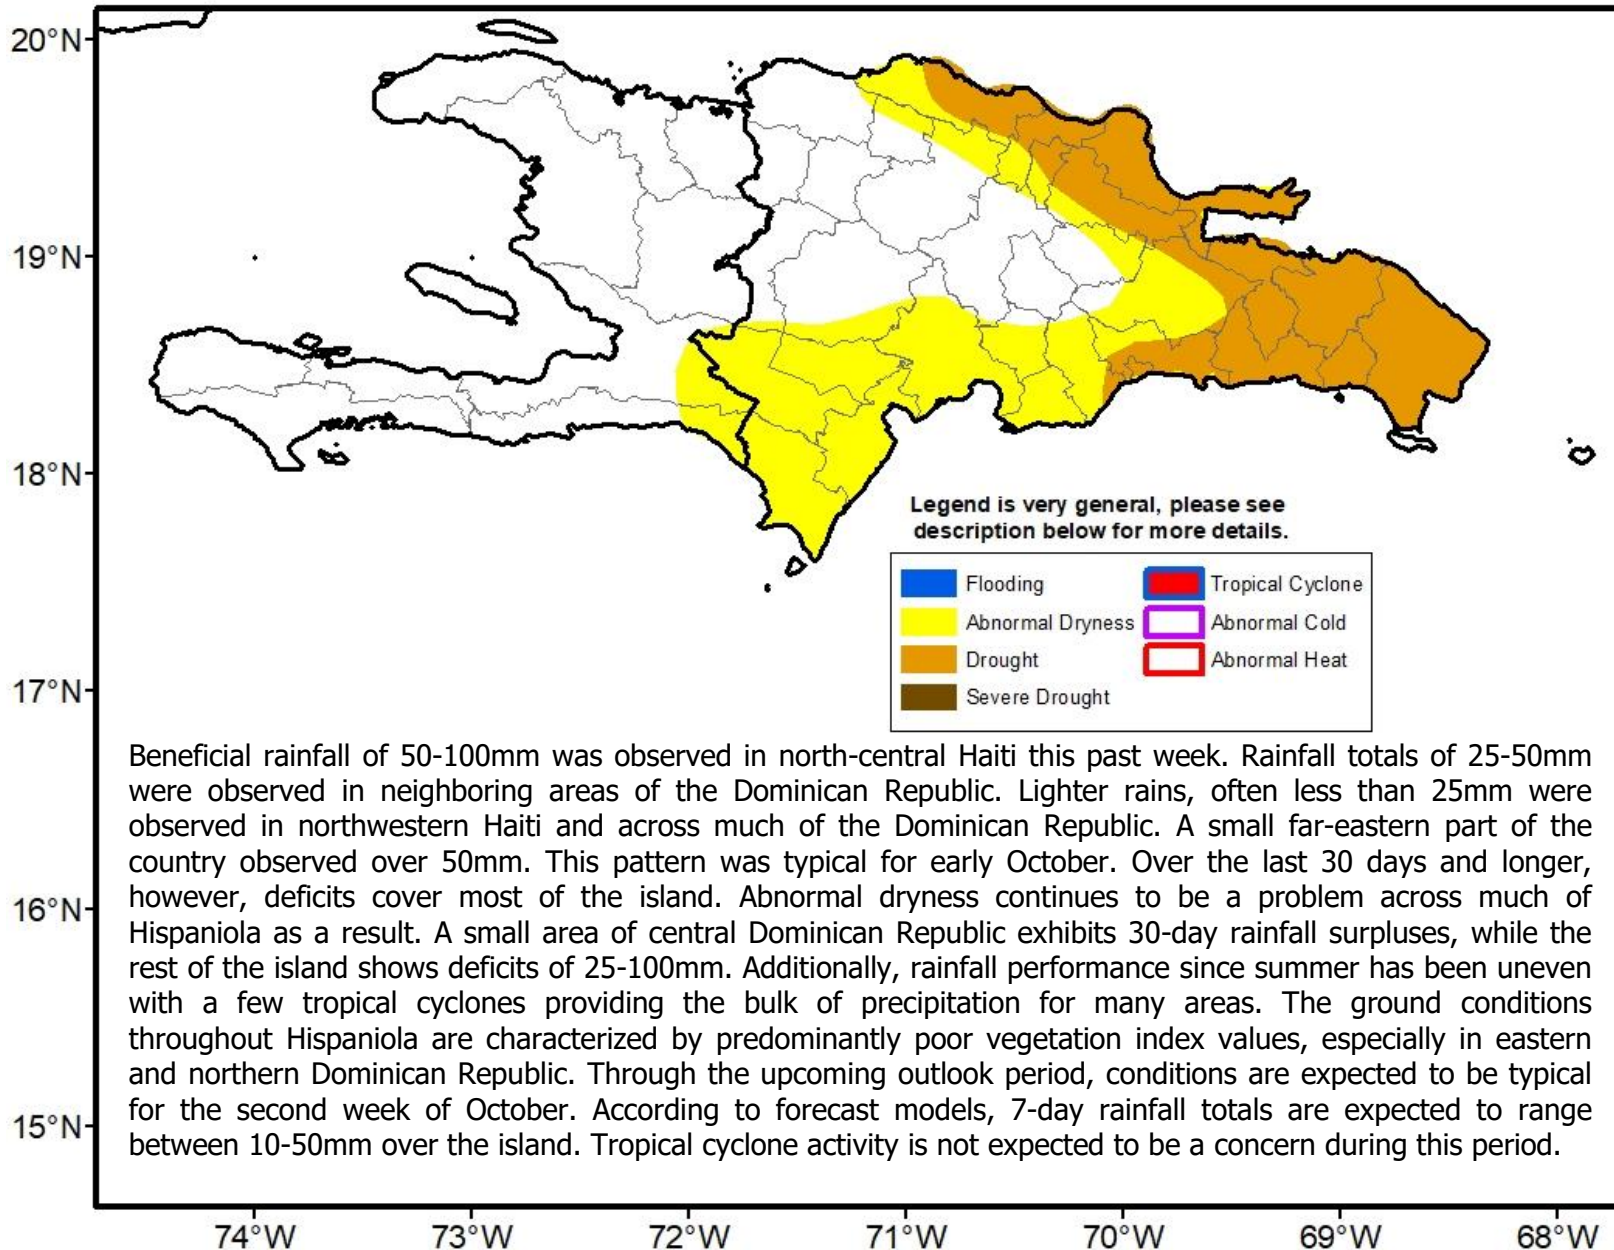 20°N
19°N
18°N
17°N
16°N
15°N
Legend is very general, please see
description below for more details.
Flooding
Tropical Cyclone
Abnormal Dryness
Abnormal Cold
Drought
Abnormal Heat
Severe Drought
Beneficial rainfall of 50-100mm was observed in north-central Haiti this past week. Rainfall totals of 25-50mm
were observed in neighboring areas of the Dominican Republic. Lighter rains, often less than 25mm were
observed in northwestern Haiti and across much of the Dominican Republic. A small far-eastern part of the
country observed over 50mm. This pattern was typical for early October. Over the last 30 days and longer,
however, deficits cover most of the island. Abnormal dryness continues to be a problem across much of
Hispaniola as a result. A small area of central Dominican Republic exhibits 30-day rainfall surpluses, while the
rest of the island shows deficits of 25-100mm. Additionally, rainfall performance since summer has been uneven
with a few tropical cyclones providing the bulk of precipitation for many areas. The ground conditions
throughout Hispaniola are characterized by predominantly poor vegetation index values, especially in eastern
and northern Dominican Republic. Through the upcoming outlook period, conditions are expected to be typical
for the second week of October. According to forecast models, 7-day rainfall totals are expected to range
between 10-50mm over the island. Tropical cyclone activity is not expected to be a concern during this period.
74°W
73°W
72°W
71°W
70°W
69°W
68°W